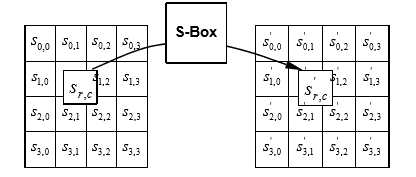 S-Box
s0,0 s0,1 s0,2 s0,3
s1,0 s1,2 s1,3
sr,c
s2,0 s2,1 s2,2 s2,3
s3,0 s3,1 s3,2 s3,3
s'0,0 s'0,1 s'0,2 s'0,3
s'1,0 s'1,2 s'1,3
s'r,c
s'2,0 s'2,1 s'2,2 s'2,3
s'3,0 s'3,1 s'3,2 s'3,3